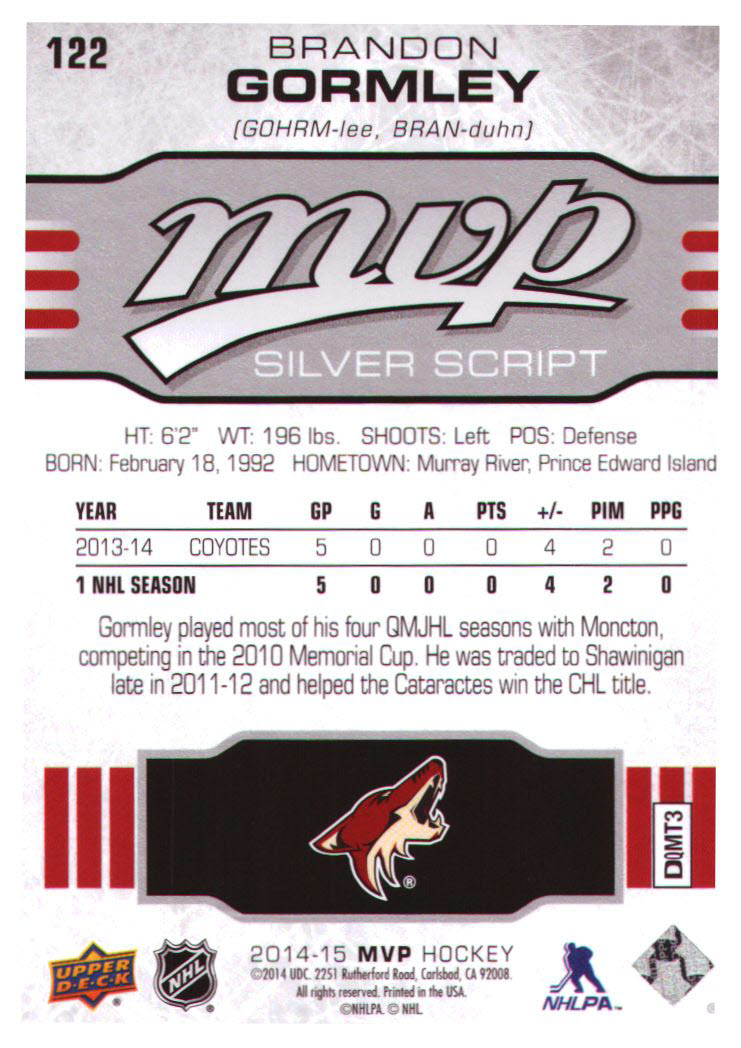 122
BRANDON
GORMLEY
(GOHRM-lee, BRAN-duhn)
mvp
SILVER SCRIPT
HT: 6'2" WT: 196 lbs. SHOOTS: Left POS: Defense
BORN: February 18, 1992 HOMETOWN: Murray River, Prince Edward Island
YEAR TEAM GP G A PTS +/- PIM PPG
2013-14 COYOTES 5 0 0 0 4 2 0
1 NHL SEASON 5 0 0 0 4 2 0
Gormley played most of his four QMJHL seasons with Moncton,
competing in the 2010 Memorial Cup. He was traded to Shawinigan
late in 2011-12 and helped the Cataractes win the CHL title.
DQMT3
®
UPPER
D·E·C·K
®
NHL
®
2014-15 MVP HOCKEY
©2014 UDC. 2251 Rutherford Road, Carlsbad, CA 92008.
All rights reserved. Printed in the USA.
©NHLPA. © NHL.
NHLPA™